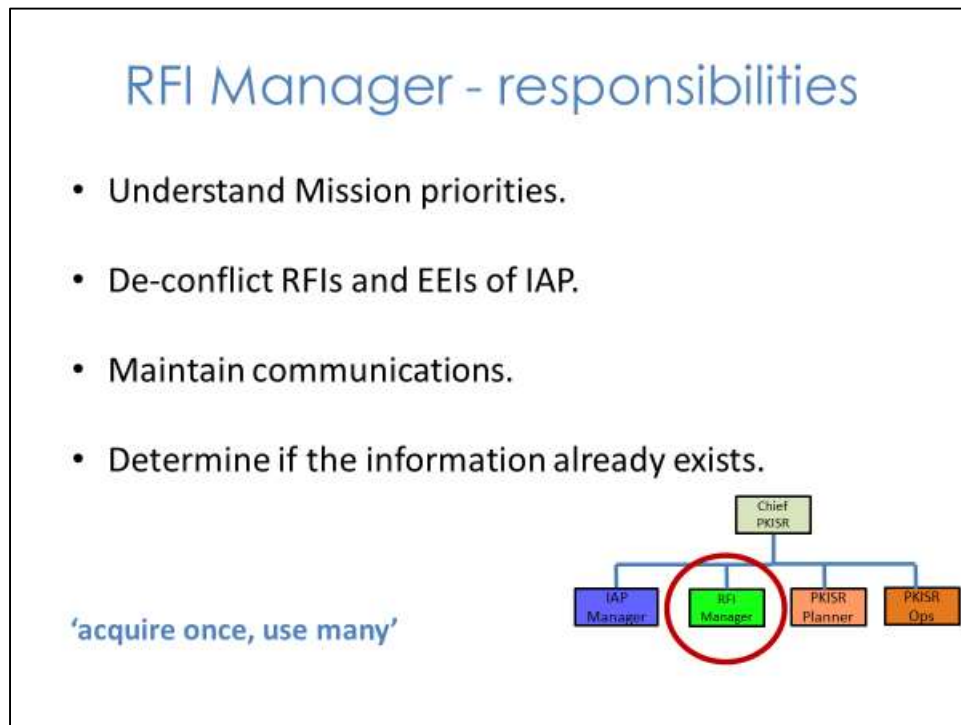 RFI Manager - responsibilities
• Understand Mission priorities.
• De-conflict RFIs and EEIs of IAP.
• Maintain communications.
• Determine if the information already exists.
Chief
PKISR
IAP
Manager
RFI
Manager
PKISR
Planner
PKISR
Ops
‘acquire once, use many’